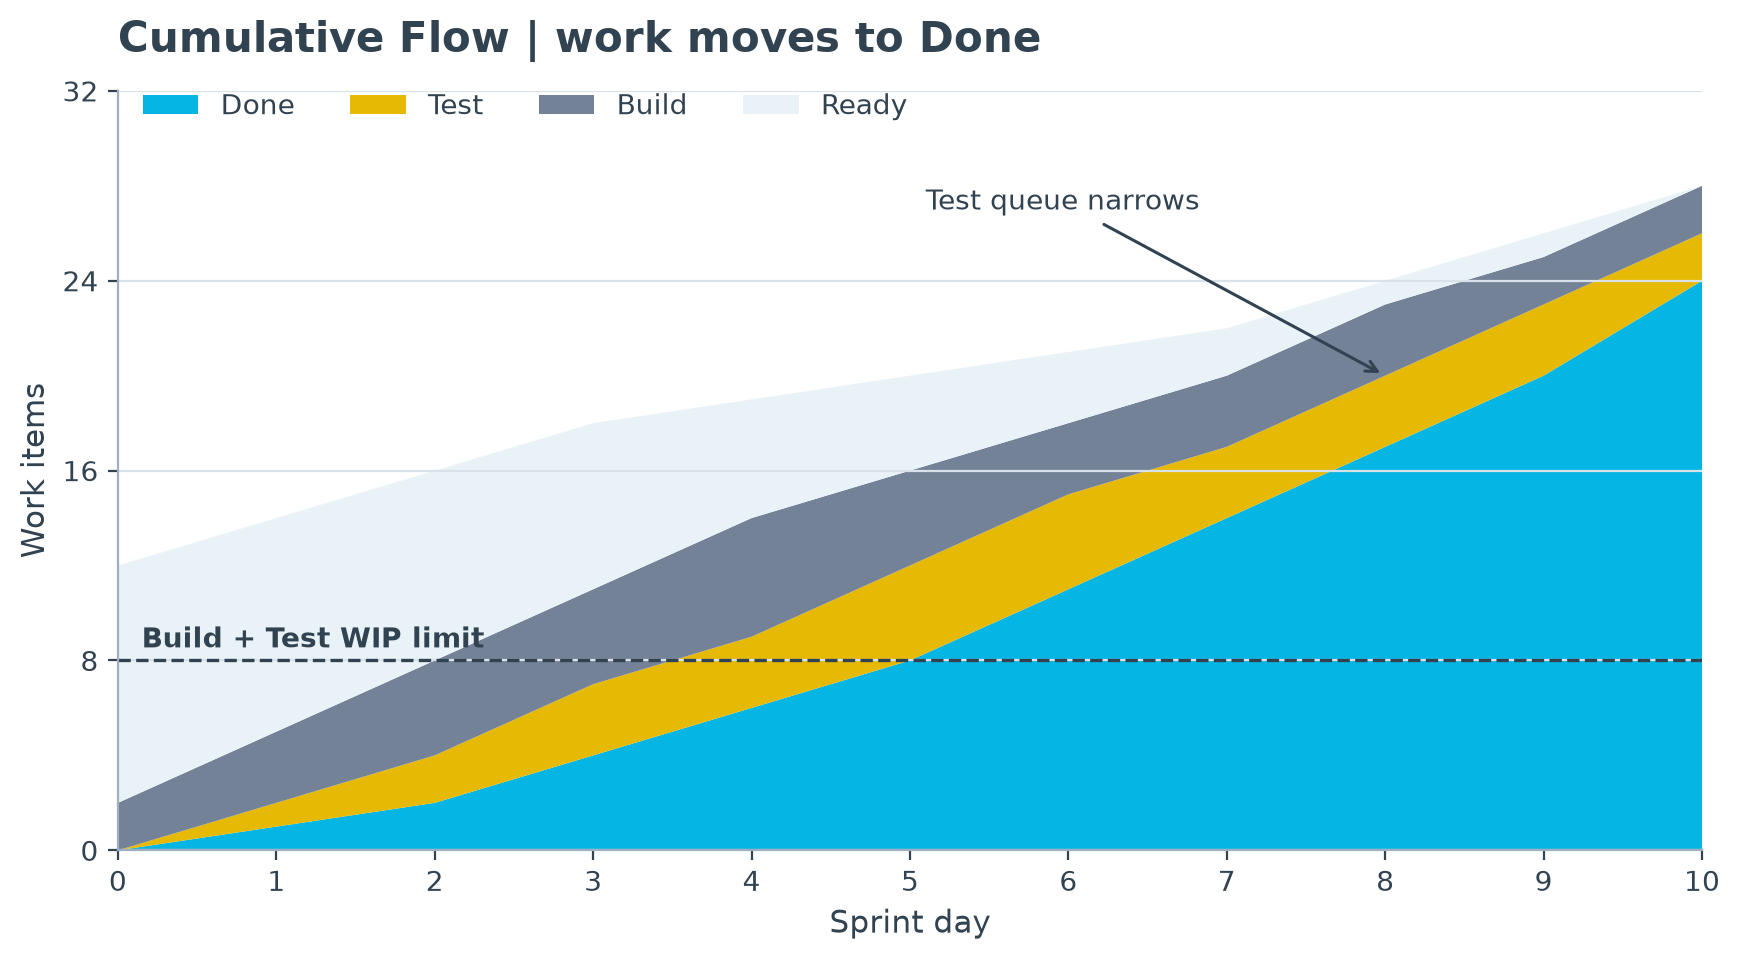 Cumulative Flow | work moves to Done
Done Test Build Ready
Test queue narrows
Build + Test WIP limit
Work items
32
24
16
8
0
0 1 2 3 4 5 6 7 8 9 10
Sprint day